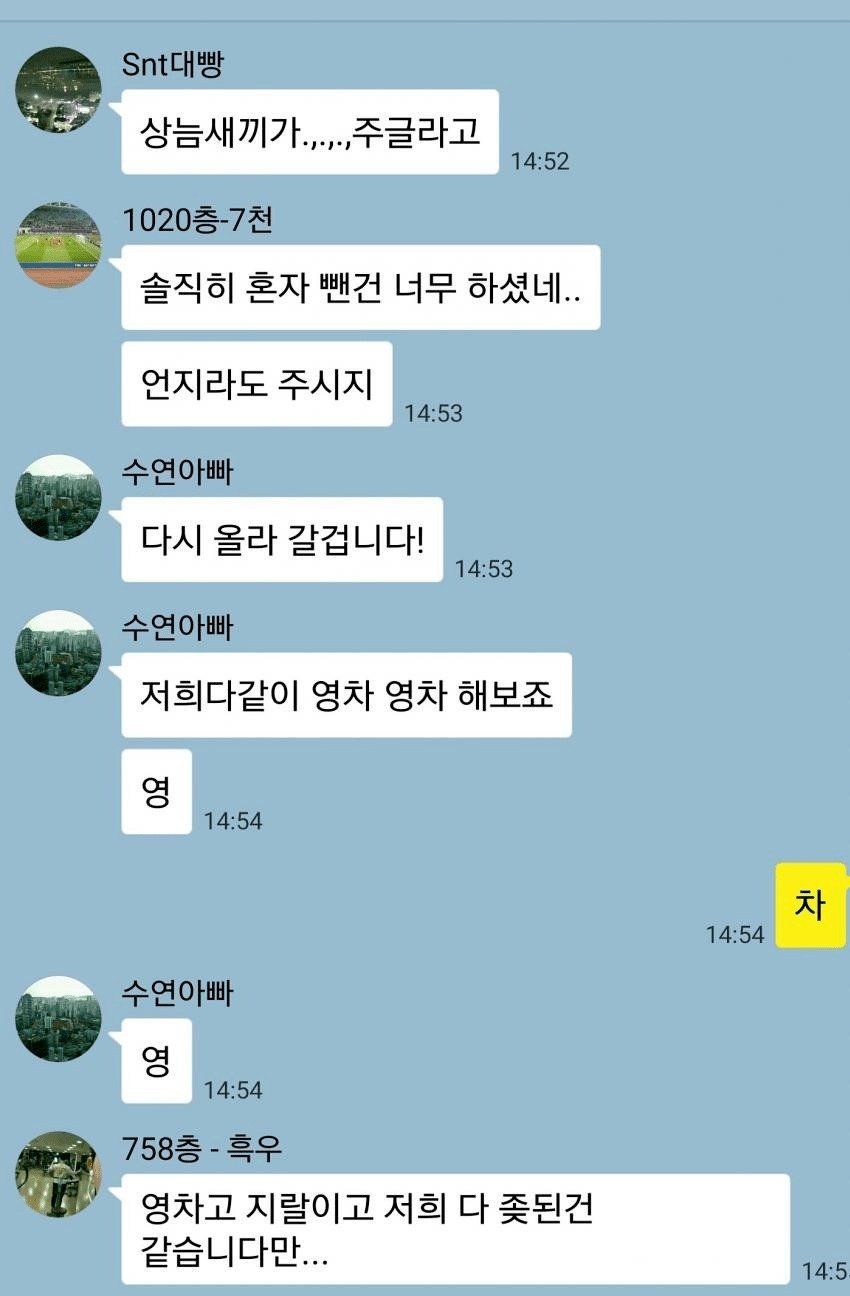 Snt대빵
상늠새끼가.,.,.,주글라고
14:52
1020층-7천
솔직히 혼자 뺀건 너무 하셨네..
언지라도 주시지
14:53
수연아빠
다시 올라 갈겁니다!
14:53
수연아빠
저희다같이 영차 영차 해보죠
영
14:54
차
14:54
수연아빠
영
14:54
758층 - 흑우
영차고 지랄이고 저희 다 좆된건
같습니다만...